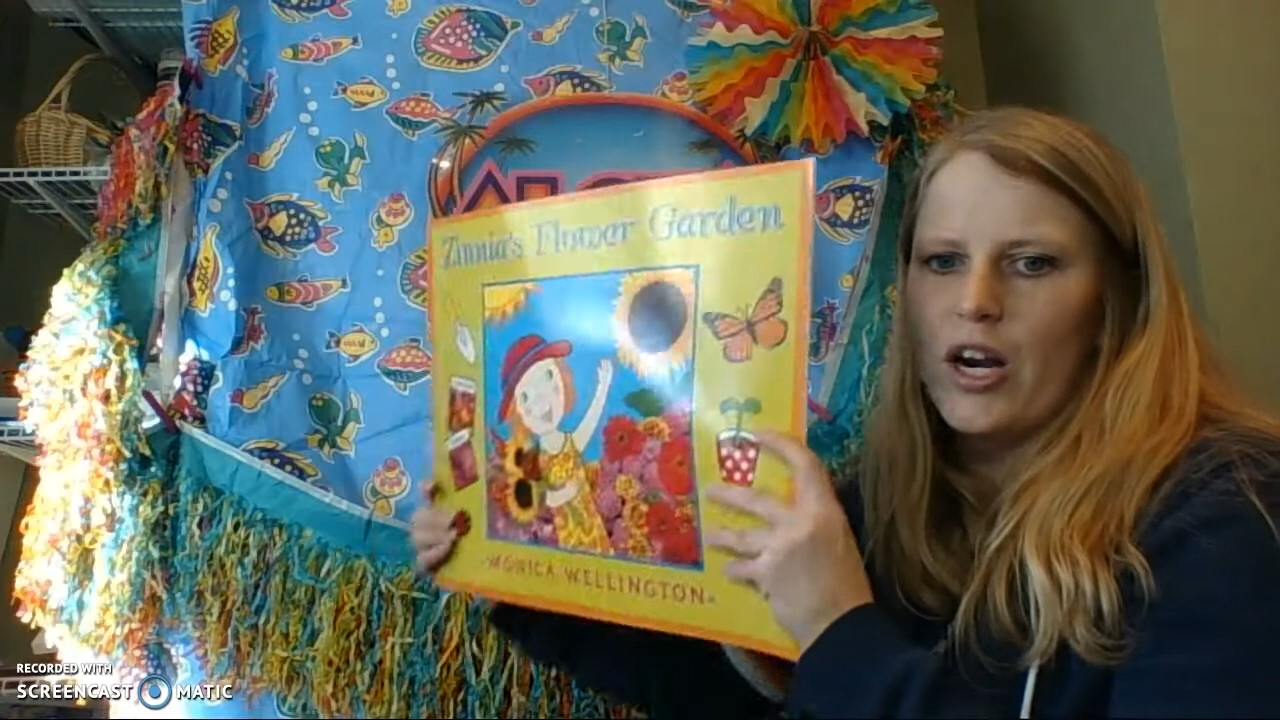 Zinnia's Flower Garden
MONICA WELLINGTON
RECORDED WITH
SCREENCAST MATIC